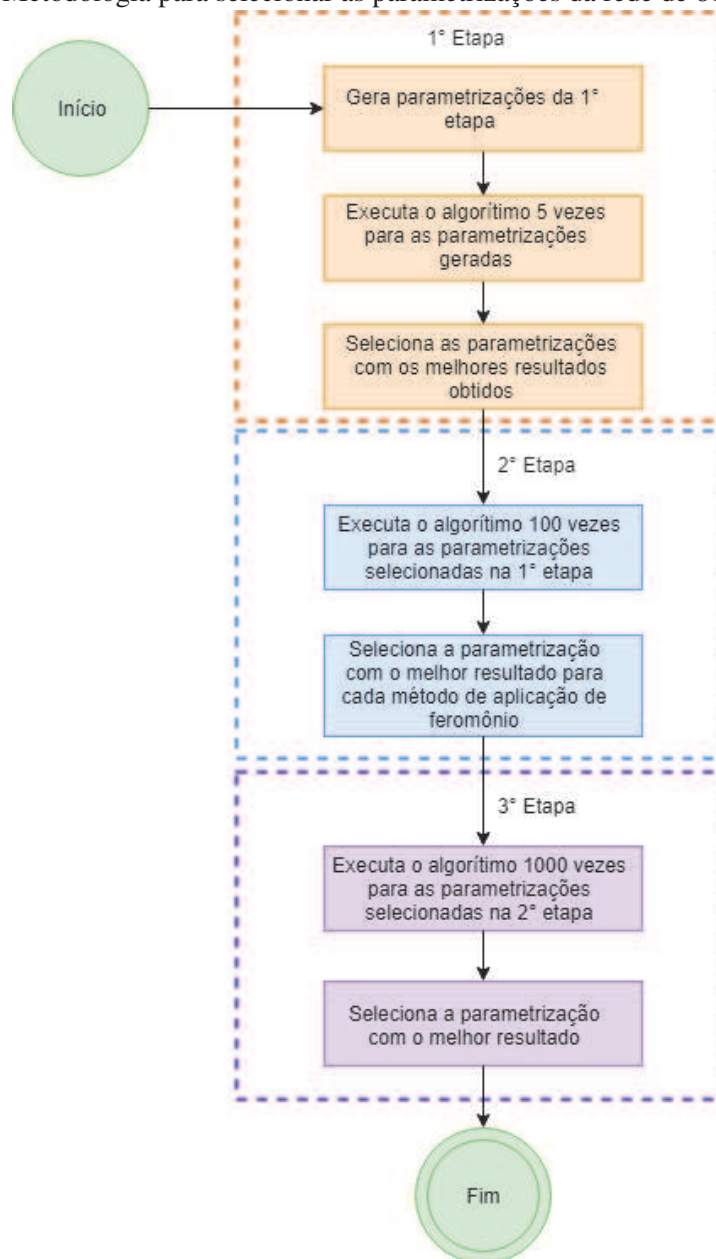 Metodologia para selecionar as parametrizações da rede de
1° Etapa
Início
Gera parametrizações da 1°
etapa
Executa o algorítimo 5 vezes
para as parametrizações
geradas
Seleciona as parametrizações
com os melhores resultados
obtidos
2° Etapa
Executa o algorítimo 100 vezes
para as parametrizações
selecionadas na 1° etapa
Seleciona a parametrização
com o melhor resultado para
cada método de aplicação de
feromônio
3° Etapa
Executa o algorítimo 1000 vezes
para as parametrizações
selecionadas na 2° etapa
Seleciona a parametrização
com o melhor resultado
Fim